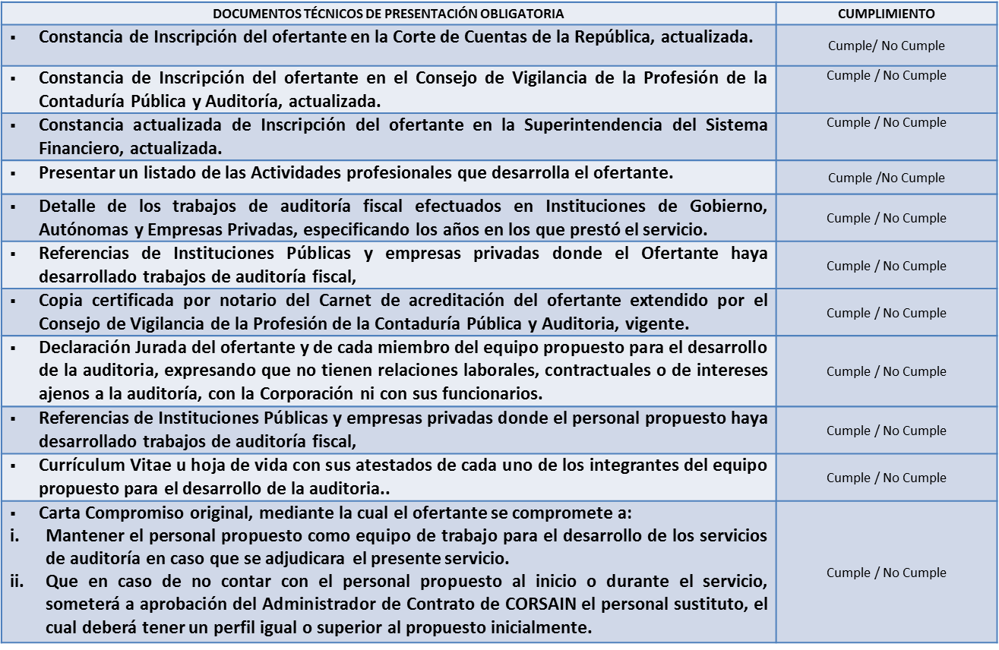 DOCUMENTOS TÉCNICOS DE PRESENTACIÓN OBLIGATORIA
CUMPLIMIENTO
▪ Constancia de Inscripción del ofertante en la Corte de Cuentas de la República, actualizada.
Cumple/ No Cumple
▪ Constancia de Inscripción del ofertante en el Consejo de Vigilancia de la Profesión de la
Contaduría Pública y Auditoría, actualizada.
Cumple / No Cumple
▪ Constancia actualizada de Inscripción del ofertante en la Superintendencia del Sistema
Financiero, actualizada.
Cumple / No Cumple
▪ Presentar un listado de las Actividades profesionales que desarrolla el ofertante.
Cumple /No Cumple
▪ Detalle de los trabajos de auditoría fiscal efectuados en Instituciones de Gobierno,
Autónomas y Empresas Privadas, especificando los años en los que prestó el servicio.
Cumple / No Cumple
▪ Referencias de Instituciones Públicas y empresas privadas donde el Ofertante haya
desarrollado trabajos de auditoría fiscal,
Cumple / No Cumple
▪ Copia certificada por notario del Carnet de acreditación del ofertante extendido por el
Consejo de Vigilancia de la Profesión de la Contaduría Pública y Auditoria, vigente.
Cumple / No Cumple
▪ Declaración Jurada del ofertante y de cada miembro del equipo propuesto para el desarrollo
de la auditoria, expresando que no tienen relaciones laborales, contractuales o de intereses
ajenos a la auditoría, con la Corporación ni con sus funcionarios.
Cumple / No Cumple
▪ Referencias de Instituciones Públicas y empresas privadas donde el personal propuesto haya
desarrollado trabajos de auditoría fiscal,
Cumple / No Cumple
▪ Currículum Vitae u hoja de vida con sus atestados de cada uno de los integrantes del equipo
propuesto para el desarrollo de la auditoria..
Cumple / No Cumple
▪ Carta Compromiso original, mediante la cual el ofertante se compromete a:
i. Mantener el personal propuesto como equipo de trabajo para el desarrollo de los servicios
de auditoría en caso que se adjudicara el presente servicio.
ii. Que en caso de no contar con el personal propuesto al inicio o durante el servicio,
someterá a aprobación del Administrador de Contrato de CORSAIN el personal sustituto, el
cual deberá tener un perfil igual o superior al propuesto inicialmente.
Cumple / No Cumple